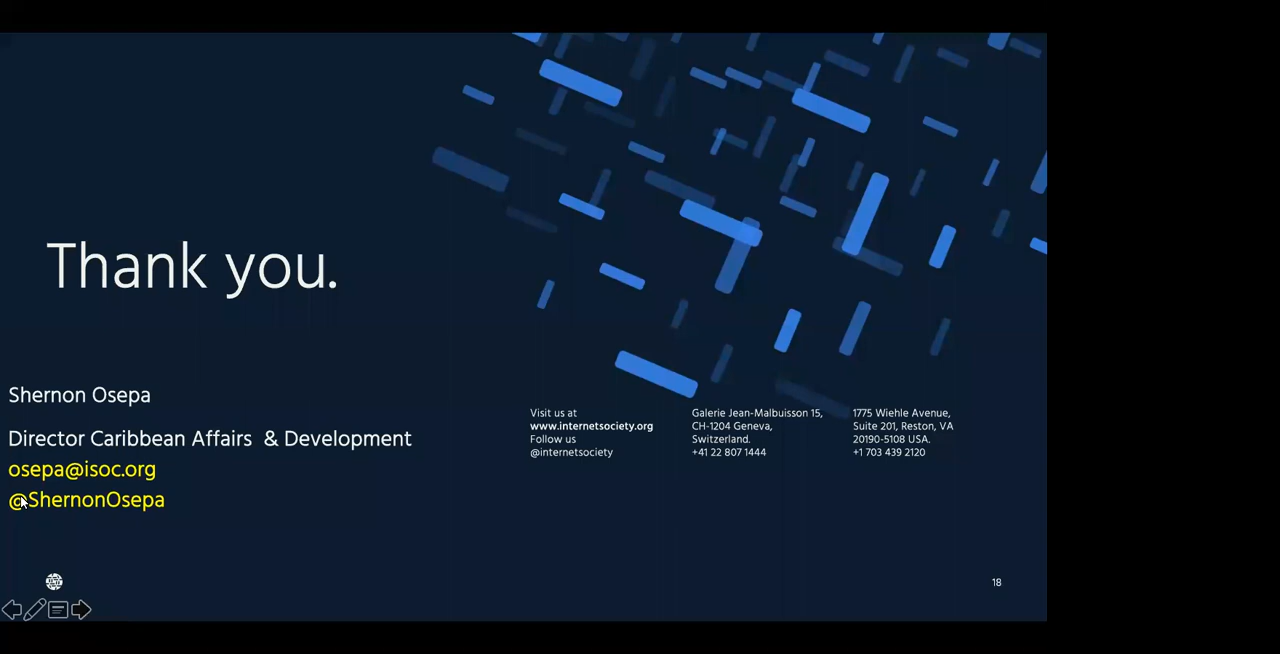 Thank you.
Shernon Osepa
Director Caribbean Affairs & Development
osepa@isoc.org
@ShernonOsepa
Visit us at
www.internetsociety.org
Follow us
@internetsociety
Galerie Jean-Malbuisson 15,
CH-1204 Geneva,
Switzerland.
+41 22 807 1444
1775 Wiehle Avenue,
Suite 201, Reston, VA
20190-5108 USA.
+1 703 439 2120
18